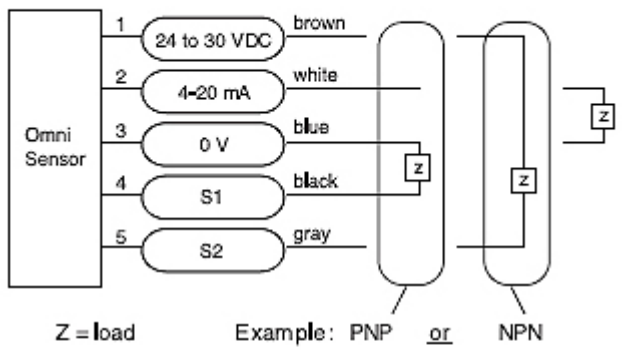 1 24 to 30 VDC brown
2 4-20 mA white
3 0 V blue
Omni
Sensor
Z
Z
Z
4 S1 black
5 S2 gray
Z = load Example: PNP or NPN